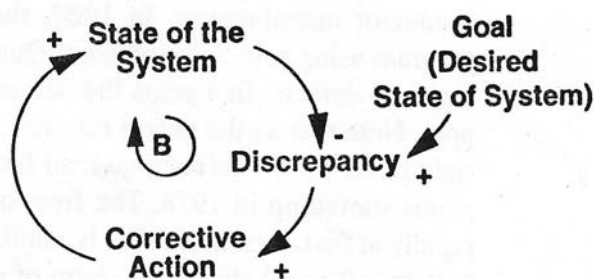 +
State of the
System
Goal
(Desired
State of System)
B
-
Discrepancy
+
Corrective
Action
+